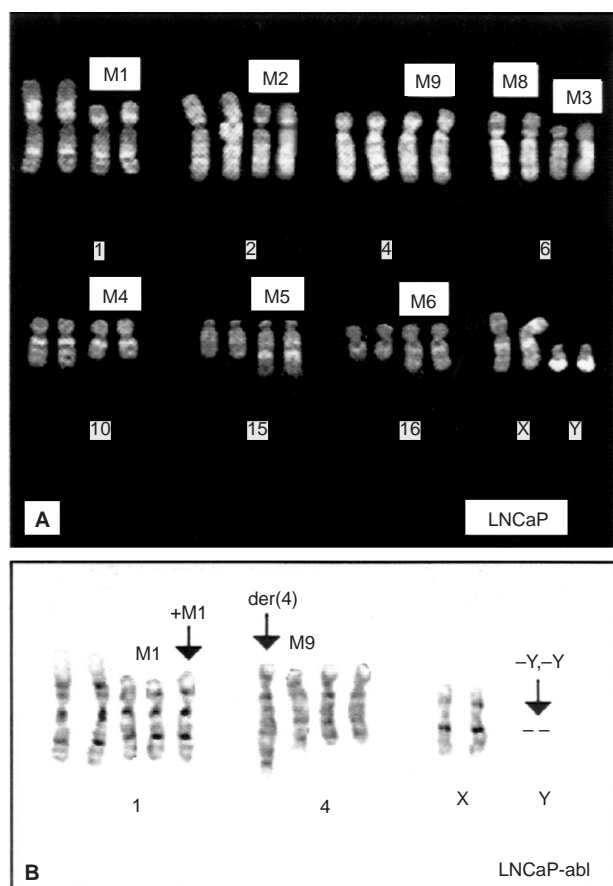 M1 M2 M9 M8 M3
1 2 4 6
M4 M5 M6
10 15 16 X Y
A LNCaP
+M1 der(4)
M1 M9 –Y,–Y
1 4 X Y
B LNCaP-abl